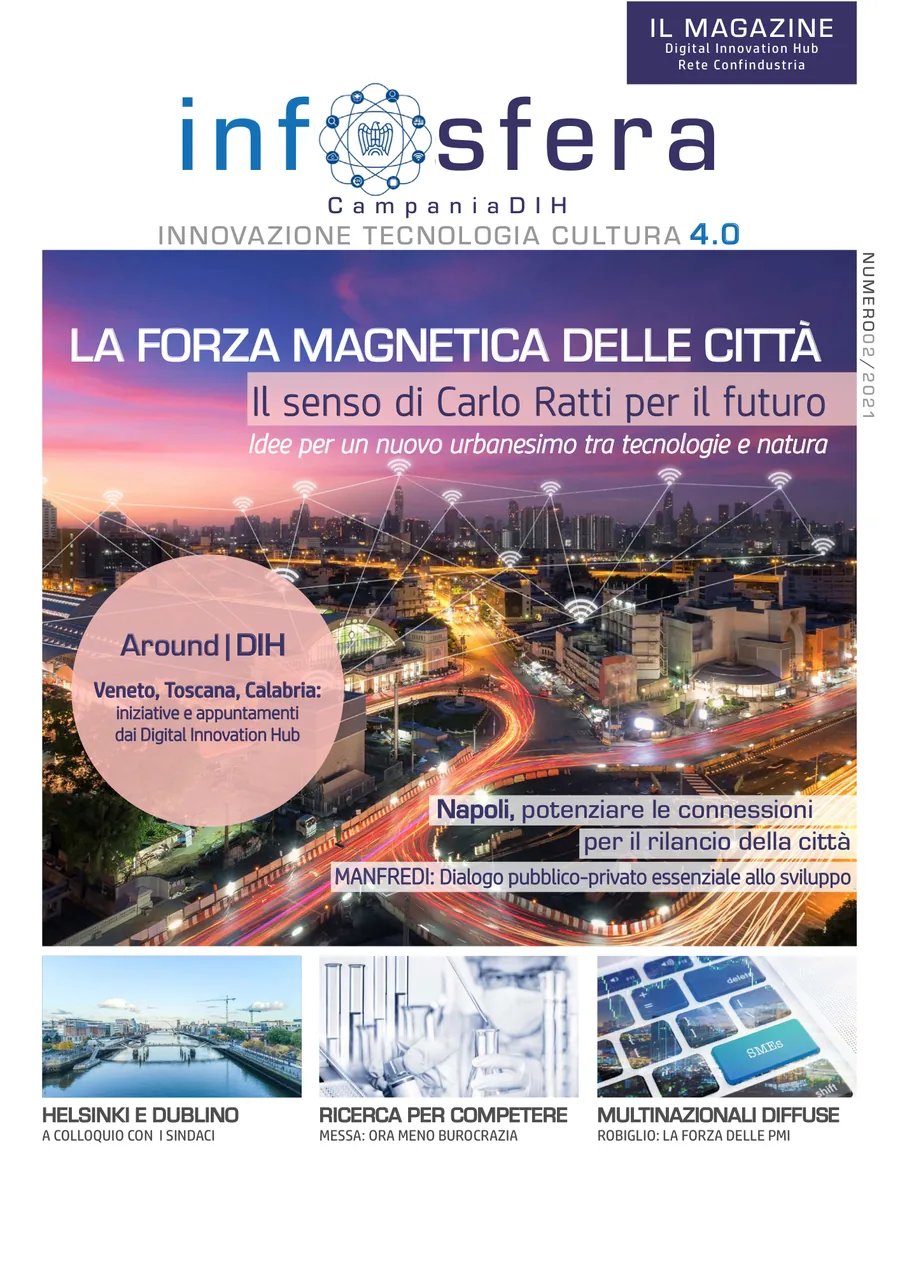 IL MAGAZINE
Digital Innovation Hub
Rete Confindustria
infosfera
CampaniaDIH
INNOVAZIONE TECNOLOGIA CULTURA 4.0
NUMERO02/2021
LA FORZA MAGNETICA DELLE CITTÀ
Il senso di Carlo Ratti per il futuro
Idee per un nuovo urbanesimo tra tecnologie e natura
Around|DIH
Veneto, Toscana, Calabria:
iniziative e appuntamenti
dai Digital Innovation Hub
Napoli, potenziare le connessioni
per il rilancio della città
MANFREDI: Dialogo pubblico-privato essenziale allo sviluppo
delete
SMEs
shift
HELSINKI E DUBLINO
A COLLOQUIO CON I SINDACI
RICERCA PER COMPETERE
MESSA: ORA MENO BUROCRAZIA
MULTINAZIONALI DIFFUSE
ROBIGLIO: LA FORZA DELLE PMI